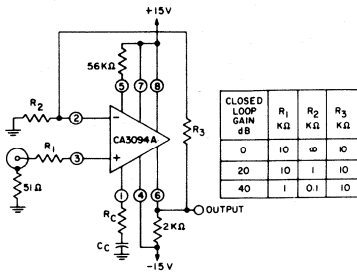 +15V
56KΩ
7
8
5
R2
2
−
CA3094A
R3
R1
3
+
51Ω
1
4
6
OUTPUT
RC
2KΩ
CC
-15V
CLOSED LOOP GAIN dB R1 KΩ R2 KΩ R3 KΩ
0 10 ∞ 10
20 10 1 10
40 1 0.1 10